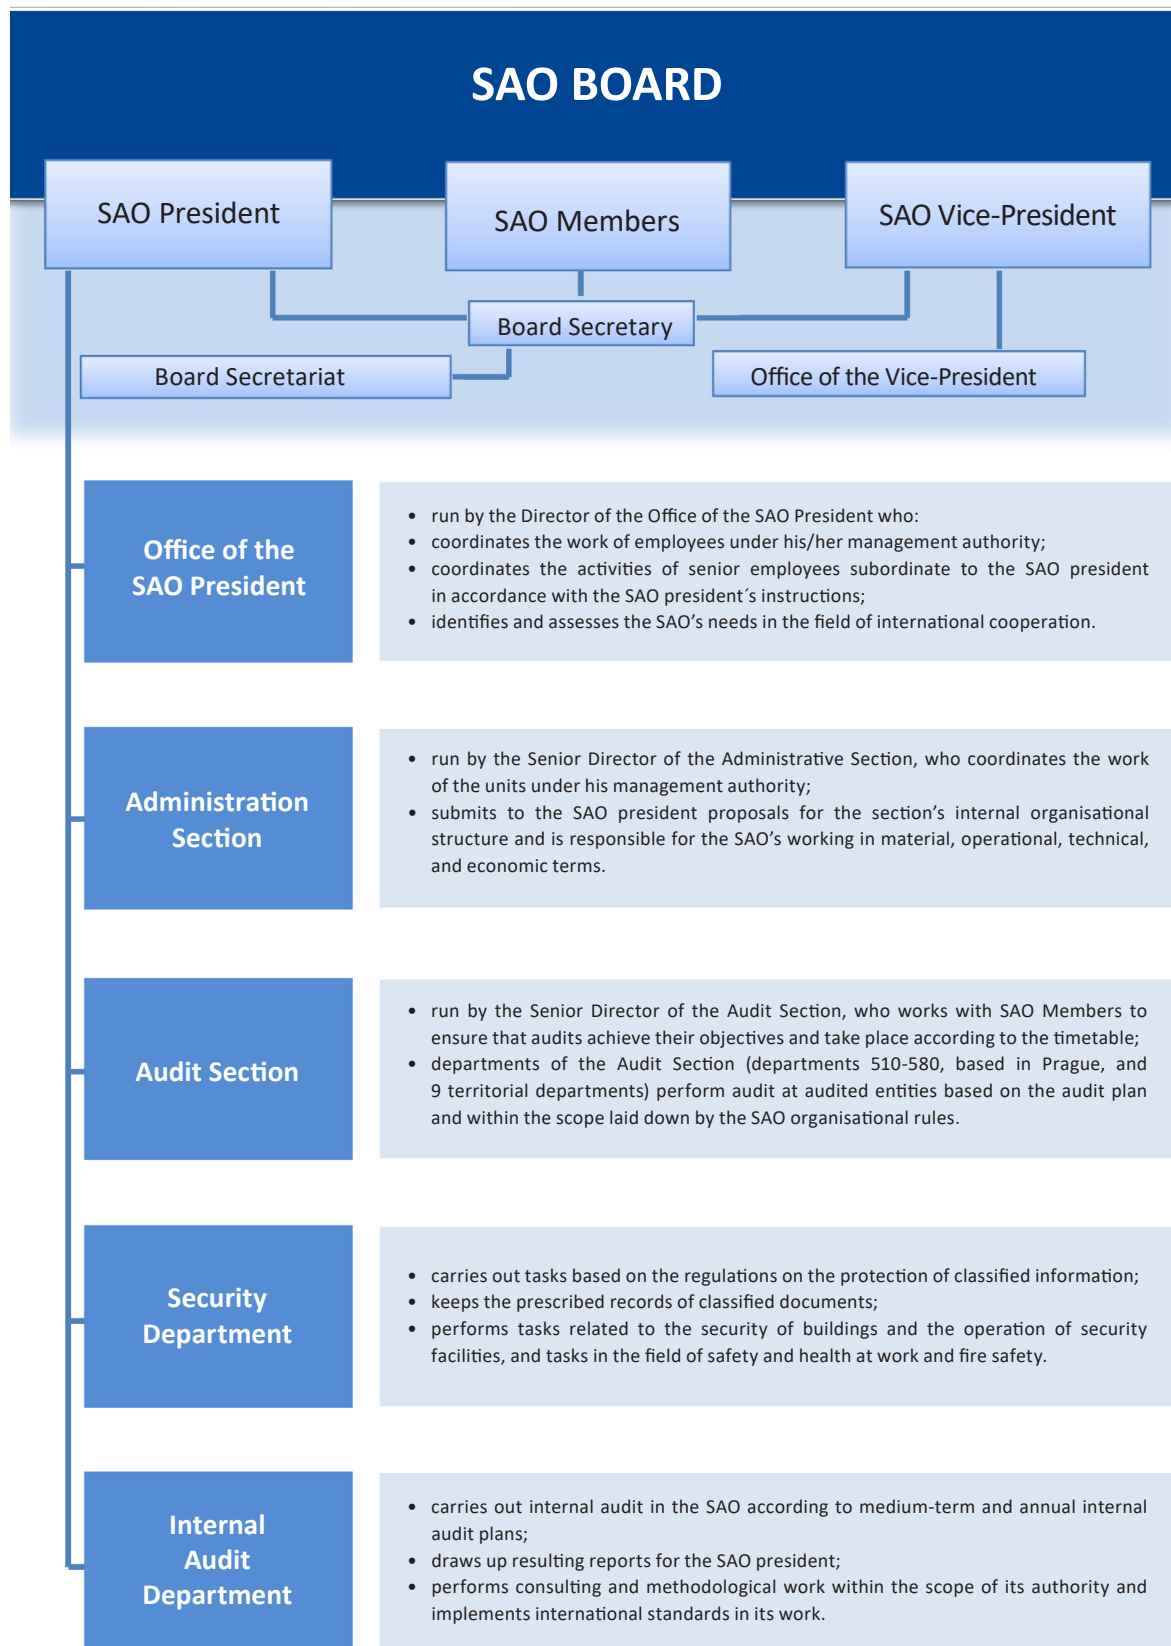 SAO BOARD
SAO President
SAO Members
SAO Vice-President
Board Secretary
Board Secretariat
Office of the Vice-President
Office of the
SAO President
• run by the Director of the Office of the SAO President who:
• coordinates the work of employees under his/her management authority;
• coordinates the activities of senior employees subordinate to the SAO president
in accordance with the SAO president´s instructions;
• identifies and assesses the SAO’s needs in the field of international cooperation.
Administration
Section
• run by the Senior Director of the Administrative Section, who coordinates the work
of the units under his management authority;
• submits to the SAO president proposals for the section’s internal organisational
structure and is responsible for the SAO’s working in material, operational, technical,
and economic terms.
Audit Section
• run by the Senior Director of the Audit Section, who works with SAO Members to
ensure that audits achieve their objectives and take place according to the timetable;
• departments of the Audit Section (departments 510-580, based in Prague, and
9 territorial departments) perform audit at audited entities based on the audit plan
and within the scope laid down by the SAO organisational rules.
Security
Department
• carries out tasks based on the regulations on the protection of classified information;
• keeps the prescribed records of classified documents;
• performs tasks related to the security of buildings and the operation of security
facilities, and tasks in the field of safety and health at work and fire safety.
Internal
Audit
Department
• carries out internal audit in the SAO according to medium-term and annual internal
audit plans;
• draws up resulting reports for the SAO president;
• performs consulting and methodological work within the scope of its authority and
implements international standards in its work.